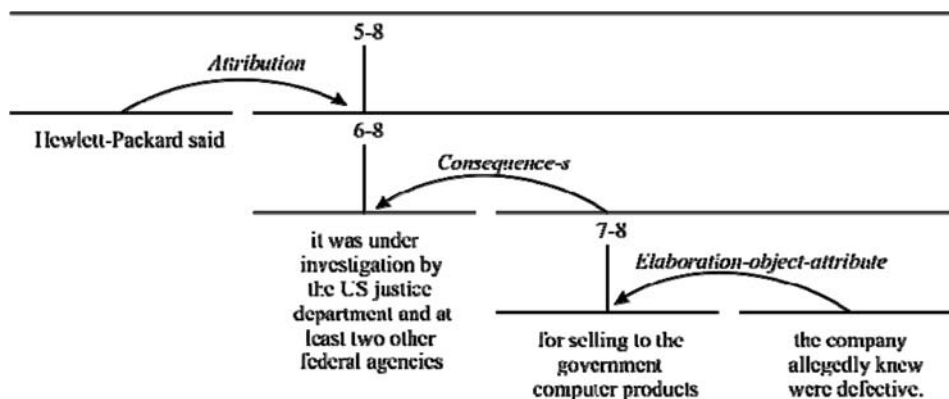 5-8
Attribution
Hewlett-Packard said
6-8
Consequence-s
it was under
investigation by
the US justice
department and at
least two other
federal agencies
7-8
Elaboration-object-attribute
for selling to the
government
computer products
the company
allegedly knew
were defective.